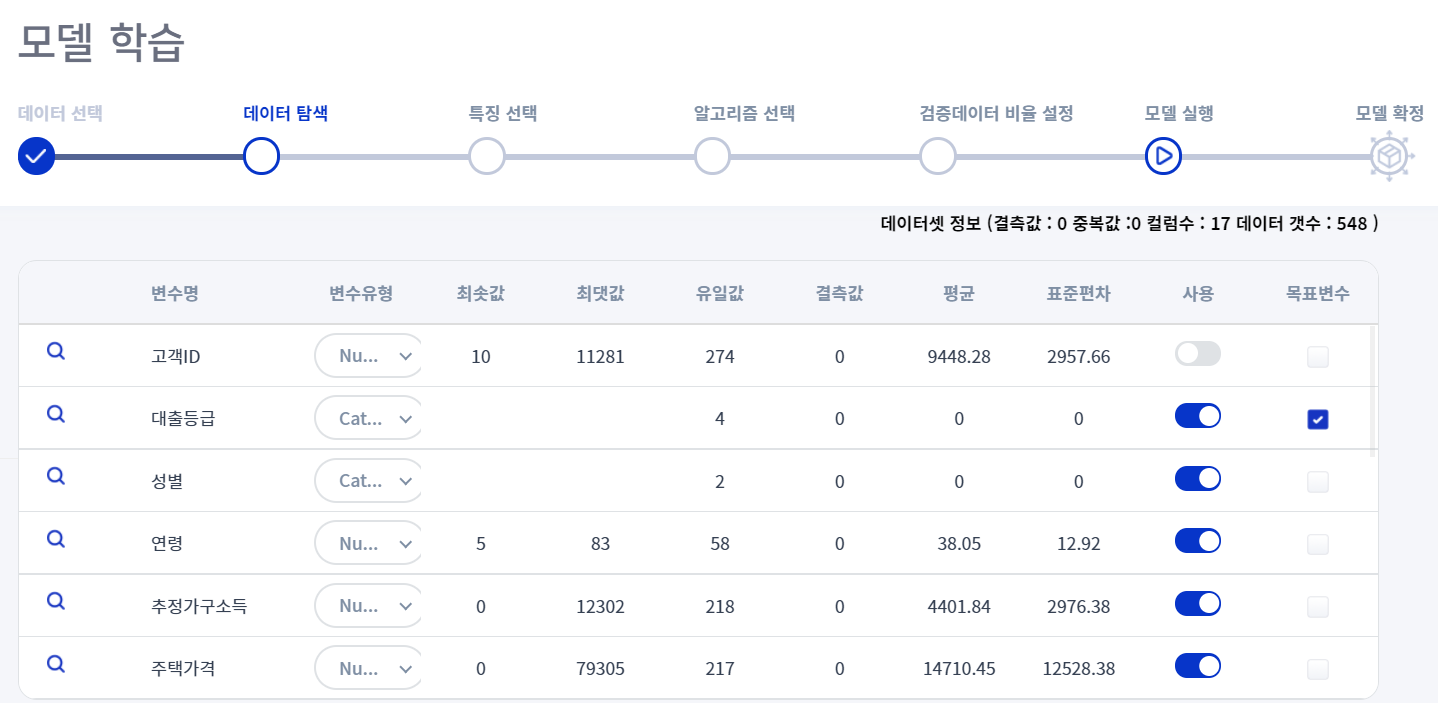 모델 학습
데이터 선택 데이터 탐색 특징 선택 알고리즘 선택 검증데이터 비율 설정 모델 실행 모델 확정
데이터셋 정보 (결측값 : 0 중복값 :0 컬럼수 : 17 데이터 갯수 : 548 )
변수명 변수유형 최솟값 최댓값 유일값 결측값 평균 표준편차 사용 목표변수
고객ID Nu... 10 11281 274 0 9448.28 2957.66
대출등급 Cat... 4 0 0 0
성별 Cat... 2 0 0 0
연령 Nu... 5 83 58 0 38.05 12.92
추정가구소득 Nu... 0 12302 218 0 4401.84 2976.38
주택가격 Nu... 0 79305 217 0 14710.45 12528.38